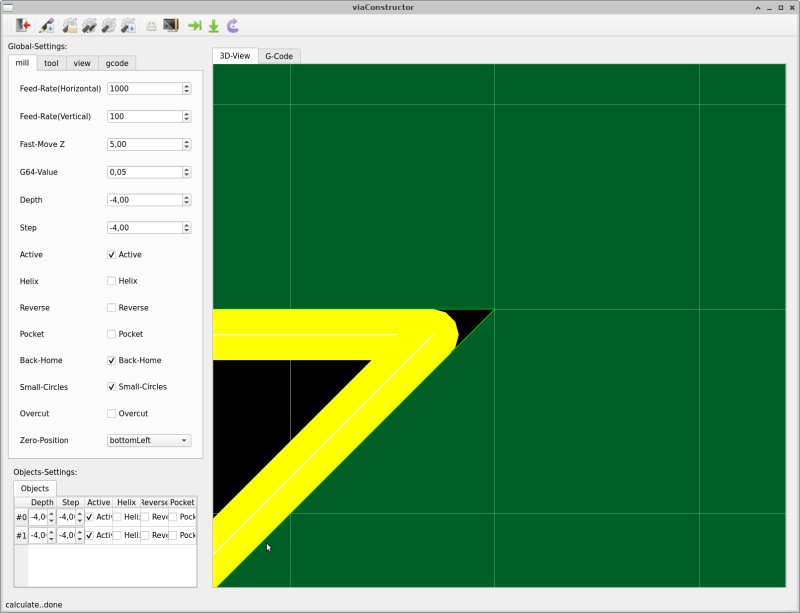 viaConstructor
Global-Settings:
mill tool view gcode
Feed-Rate(Horizontal) 1000
Feed-Rate(Vertical) 100
Fast-Move Z 5,00
G64-Value 0,05
Depth -4,00
Step -4,00
Active Active
Helix Helix
Reverse Reverse
Pocket Pocket
Back-Home Back-Home
Small-Circles Small-Circles
Overcut Overcut
Zero-Position bottomLeft
Objects-Settings:
Objects
Depth Step Active Helix Reverse Pocket
#0 -4,0 -4,0 Acti Heli Rev Pock
#1 -4,0 -4,0 Acti Heli Rev Pock
3D-View G-Code
calculate..done